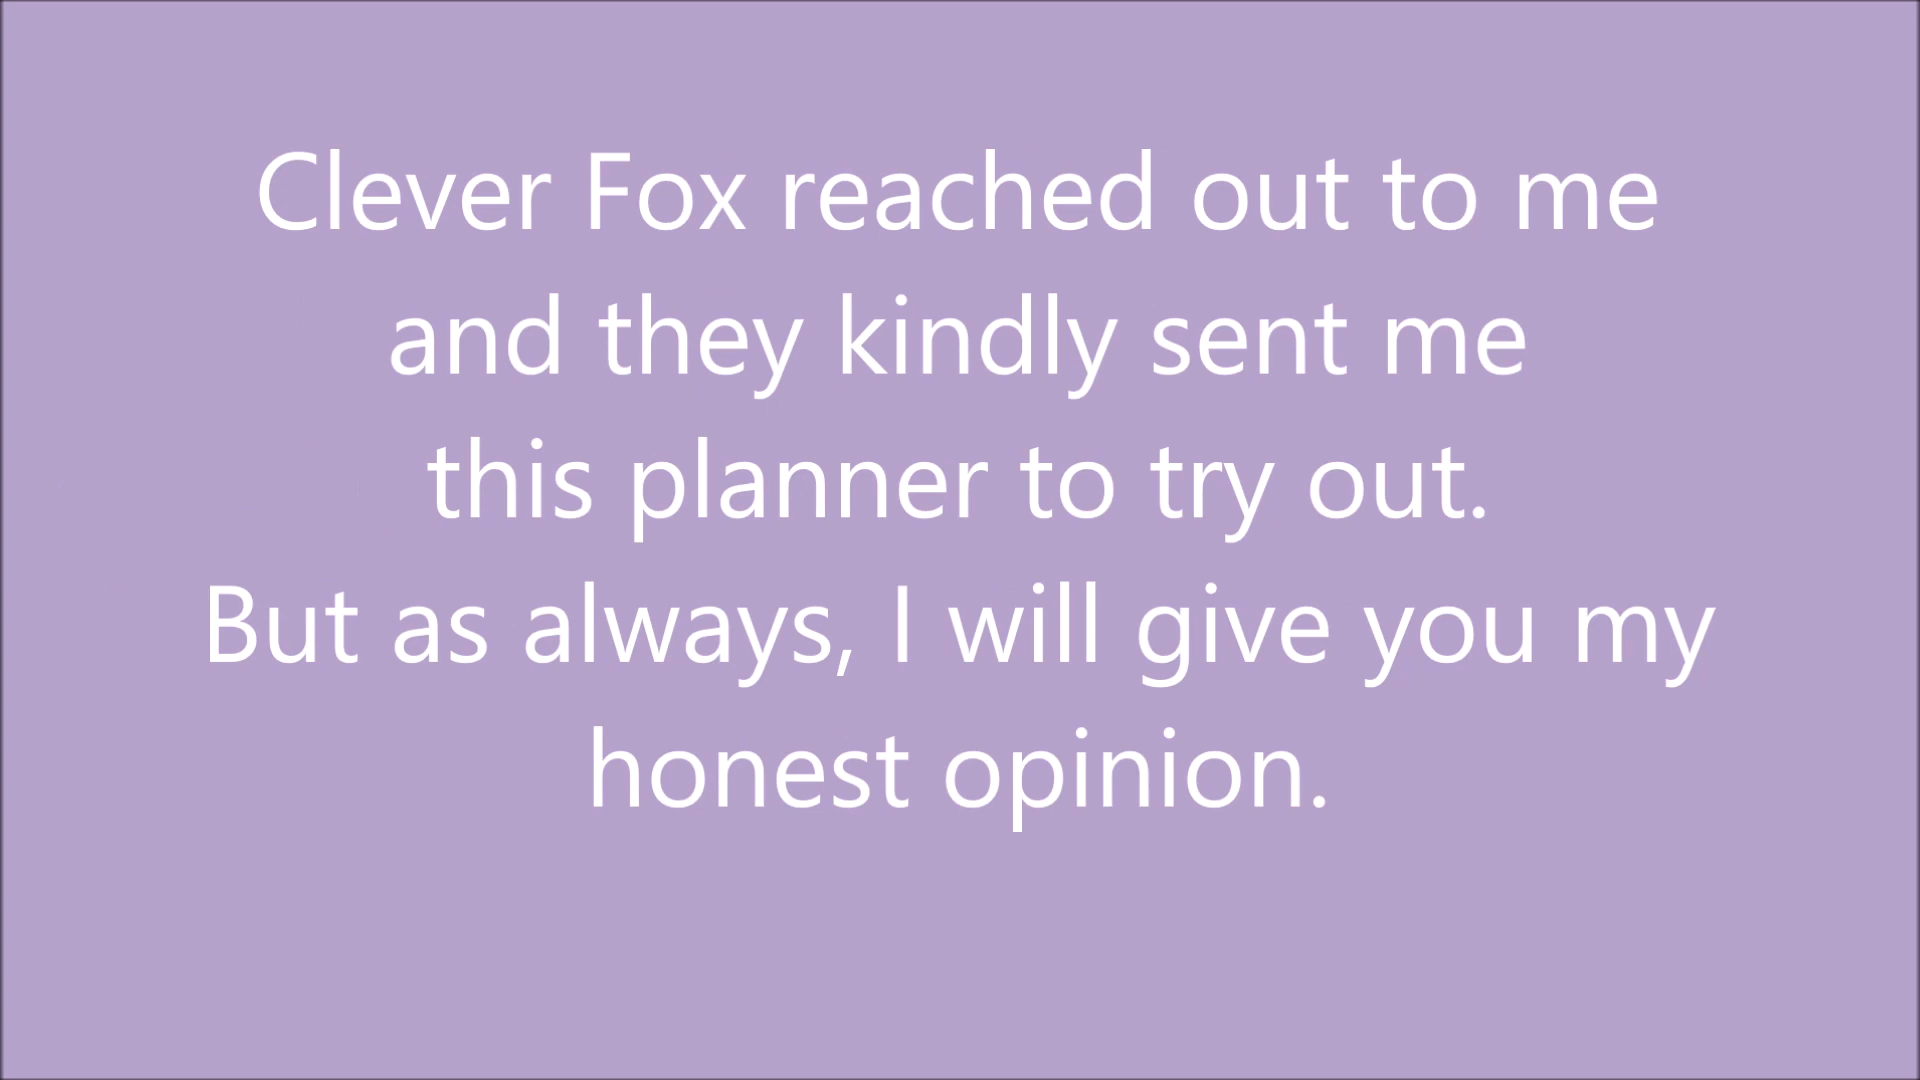 Clever Fox reached out to me
and they kindly sent me
this planner to try out.
But as always, I will give you my
honest opinion.